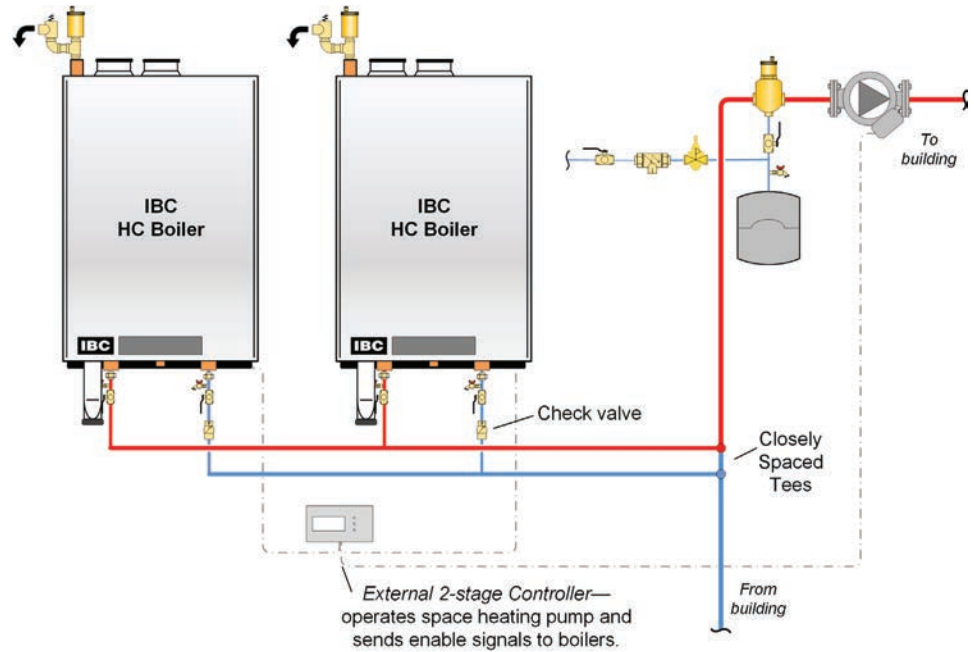 IBC
HC Boiler
IBC
IBC
HC Boiler
IBC
To
building
Check valve
Closely
Spaced
Tees
External 2-stage Controller—
operates space heating pump and
sends enable signals to boilers.
From
building